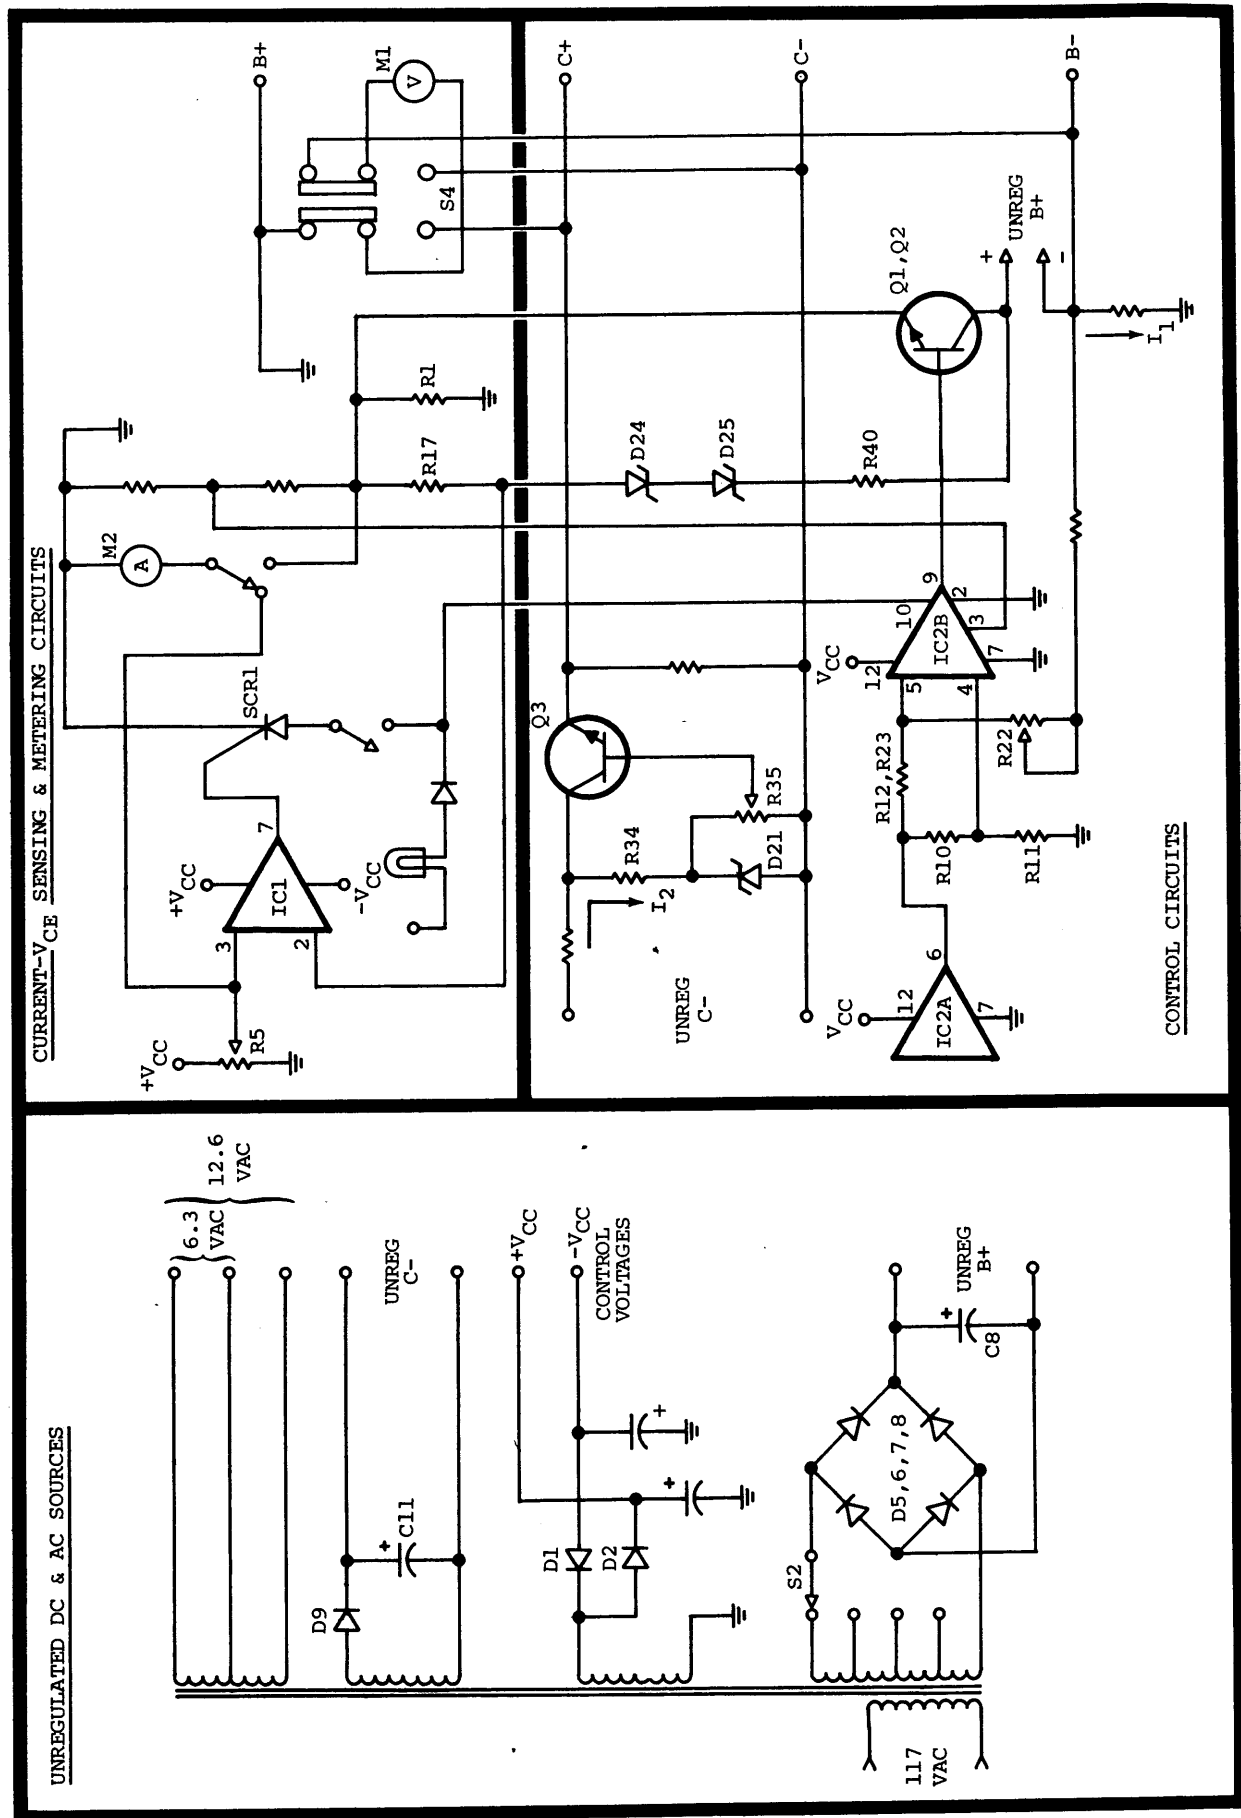 UNREGULATED DC & AC SOURCES
6.3
VAC
12.6
VAC
D9
C11
+
UNREG
C-
+VCC
-VCC
CONTROL
VOLTAGES
D1
D2
+
+
117
VAC
S2
D5,6,7,8
+
C8
UNREG
B+
CURRENT-VCE SENSING & METERING CIRCUITS
+VCC
R5
3
2
IC1
7
+VCC
-VCC
SCR1
M2
A
R17
R1
B+
M1
V
S4
CONTROL CIRCUITS
UNREG
C-
I2
R34
D21
R35
Q3
C+
C-
D24
D25
R40
VCC
12
IC2A
6
7
R12,R23
R10
R11
R22
VCC
12
5
4
IC2B
10
9
2
3
7
Q1,Q2
+
-
UNREG
B+
B-
I1